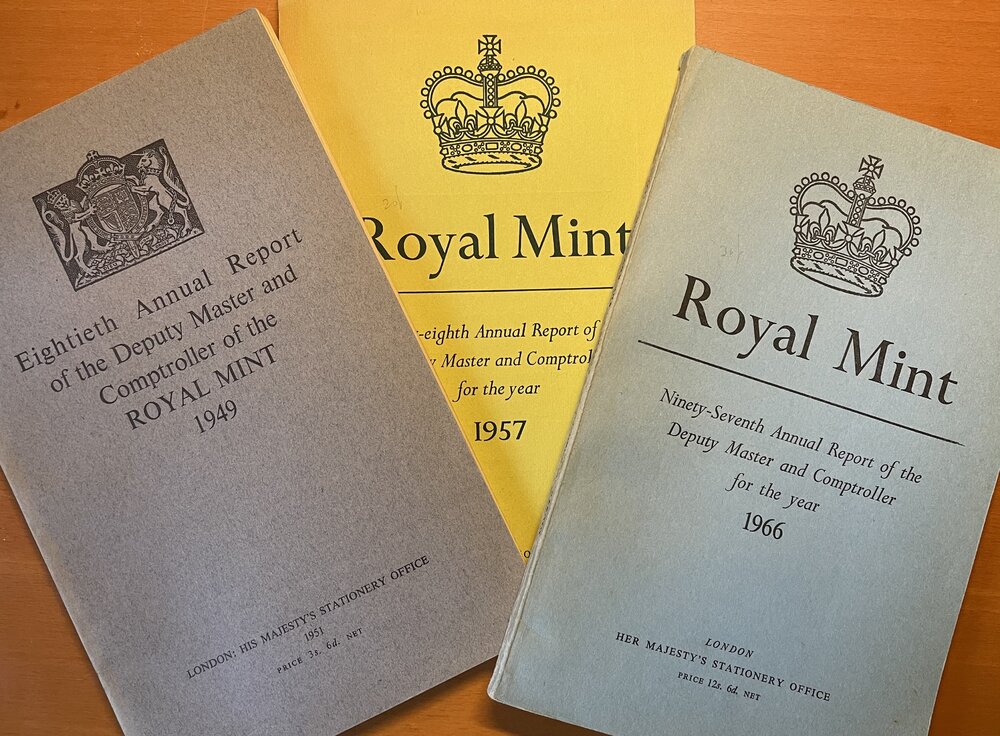 Eightieth Annual Report
of the Deputy Master and
Comptroller of the
ROYAL MINT
1949
LONDON: HIS MAJESTY'S STATIONERY OFFICE
1951
PRICE 3s. 6d. NET
Royal Mint
-eighth Annual Report of
y Master and Comptrol
for the year
1957
Royal Mint
Ninety-Seventh Annual Report of the
Deputy Master and Comptroller
for the year
1966
LONDON
HER MAJESTY'S STATIONERY OFFICE
PRICE 12s. 6d. NET